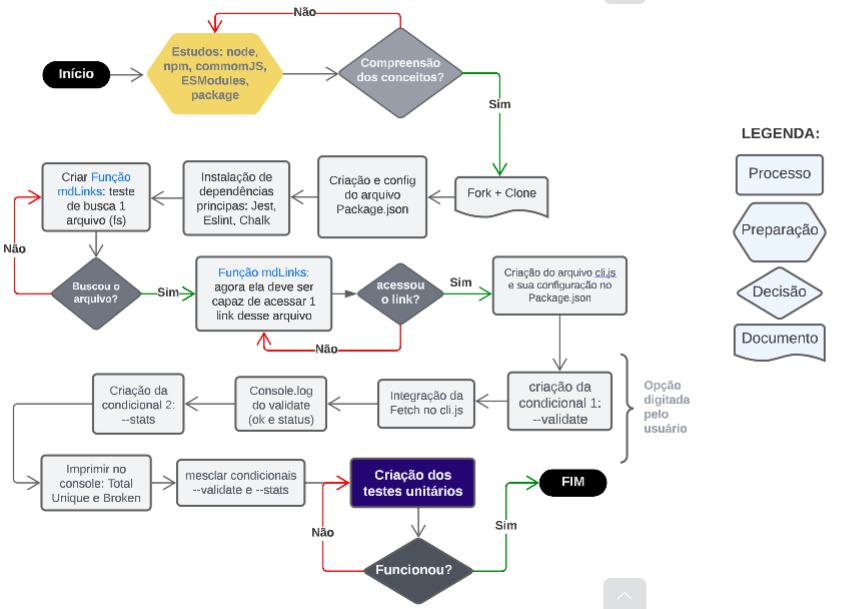 Não
Estudos: node,
npm, commomJS,
ESModules,
package
Início
Compreensão
dos conceitos?
Sim
LEGENDA:
Processo
Preparação
Decisão
Documento
Criar Função
mdLinks: teste
de busca 1
arquivo (fs)
Instalação de
dependências
principas: Jest,
Eslint, Chalk
Criação e config
do arquivo
Package.json
Fork + Clone
Não
Buscou o
arquivo?
Sim
Função mdLinks:
agora ela deve ser
capaz de acessar 1
link desse arquivo
acessou
o link?
Sim
Não
Criação do arquivo cli.js
e sua configuração no
Package.json
Criação da
condicional 2:
--stats
Console.log
do validate
(ok e status)
Integração da
Fetch no cli.js
criação da
condicional 1:
--validate
Opção
digitada
pelo
usuário
Imprimir no
console: Total
Unique e Broken
mesclar condicionais
--validate e --stats
Criação dos
testes unitários
FIM
Não
Sim
Funcionou?